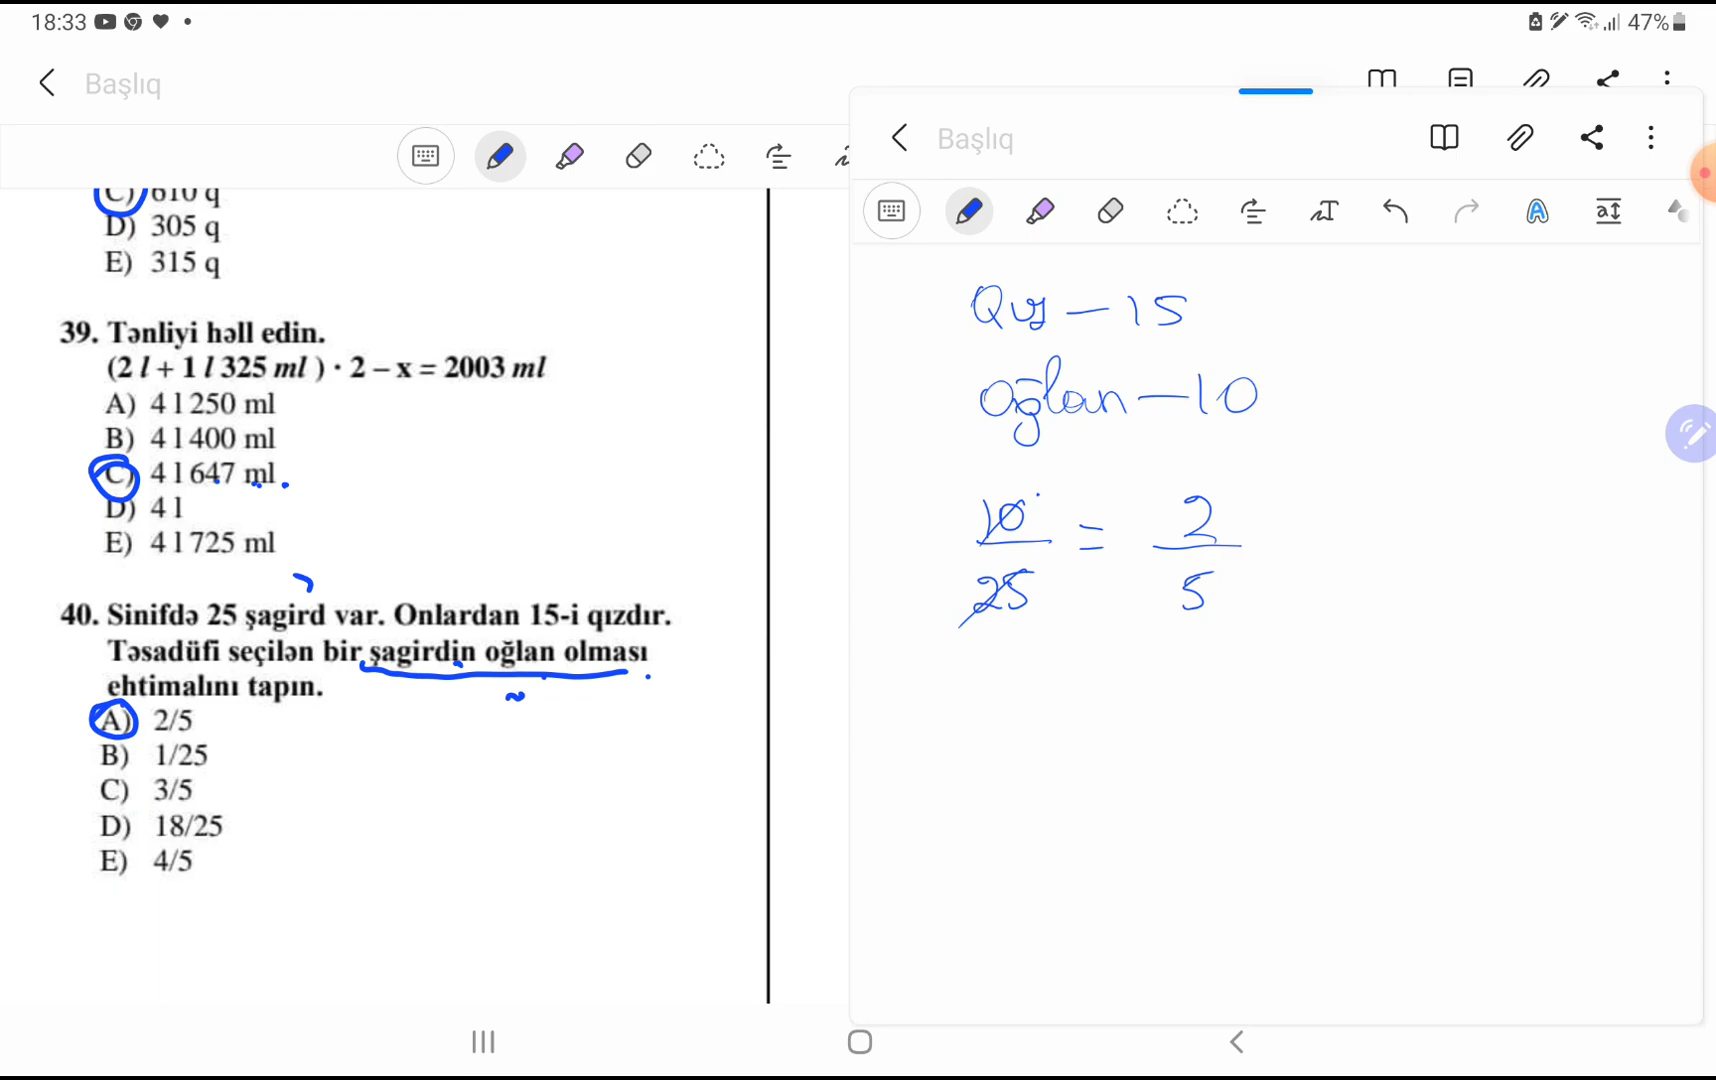 18:33
47%
Başlıq
C) 610 q
D) 305 q
E) 315 q
39. Tənliyi həll edin.
(2 l + 1 l 325 ml ) · 2 – x = 2003 ml
A) 4 l 250 ml
B) 4 l 400 ml
C) 4 l 647 ml
D) 4 l
E) 4 l 725 ml
40. Sinifdə 25 şagird var. Onlardan 15-i qızdır.
Təsadüfi seçilən bir şagirdin oğlan olması
ehtimalını tapın.
A) 2/5
B) 1/25
C) 3/5
D) 18/25
E) 4/5
Başlıq
Qız – 15
Oğlan – 10
10/25 = 2/5